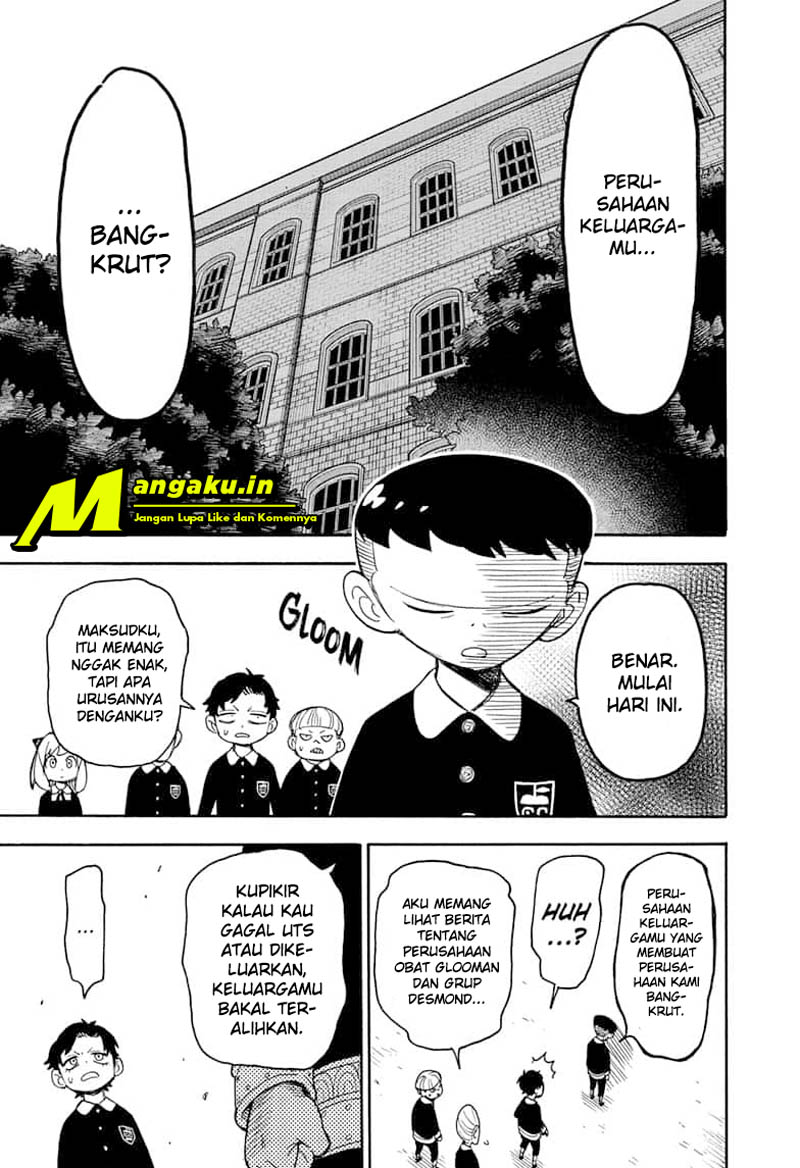 PERU-
SAHAAN
KELUARGA-
MU...
...
BANG-
KRUT?
Mangaku.in
Jangan Lupa Like dan Komennya
BENAR.
MULAI
HARI INI.
GLOOM
MAKSUDKU,
ITU MEMANG
NGGAK ENAK,
TAPI APA
URUSANNYA
DENGANKU?
PERU-
SAHAAN
KELUAR-
GAMU YANG
MEMBUAT
PERUSA-
HAAN KAMI
BANG-
KRUT.
HUH
...?
AKU MEMANG
LIHAT BERITA
TENTANG
PERUSAHAAN
OBAT GLOOMAN
DAN GRUP
DESMOND...
KUPIKIR
KALAU KAU
GAGAL UTS
ATAU DIKE-
LUARKAN,
KELUARGAMU
BAKAL TER-
ALIHKAN.
...